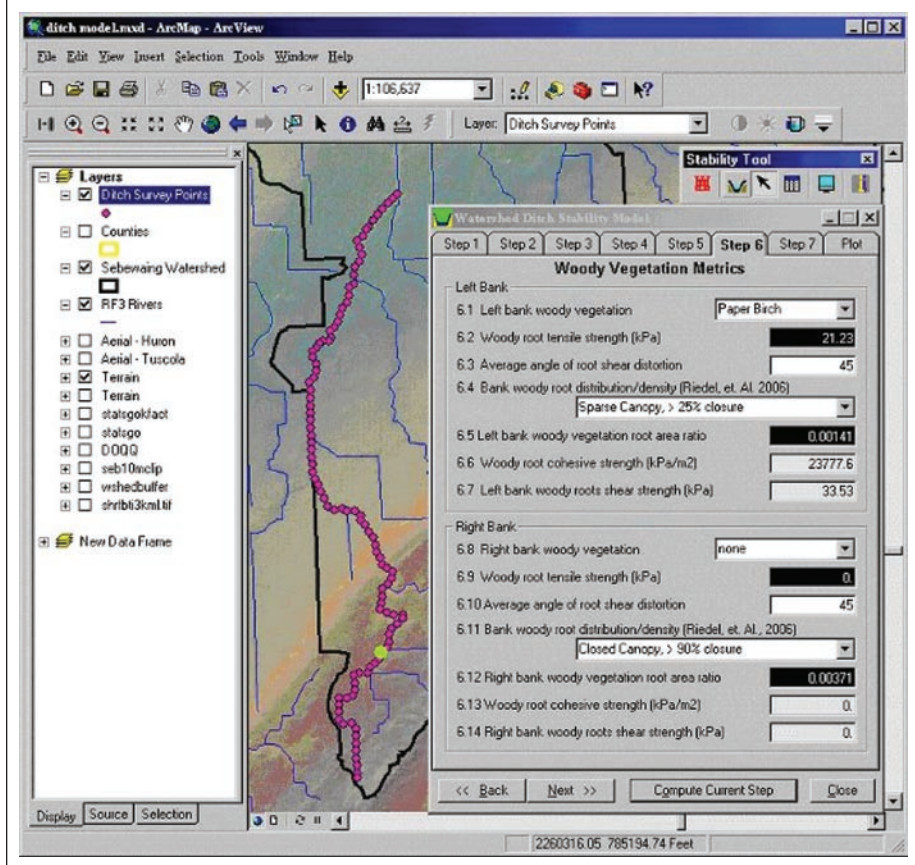 ditch model.mxd - ArcMap - ArcView
File Edit View Insert Selection Tools Window Help
1:106,637
Layer: Ditch Survey Points
Layers
Ditch Survey Points
Counties
Sebewaing Watershed
RF3 Rivers
Aerial - Huron
Aerial - Tuscola
Terrain
Terrain
statsgokfact
statsgo
DOQQ
seb10mclip
wshedbuffer
New Data Frame
Display Source Selection
Stability Tool
Watershed Ditch Stability Model
Step 1 Step 2 Step 3 Step 4 Step 5 Step 6 Step 7 Plot
Woody Vegetation Metrics
Left Bank
6.1 Left bank woody vegetation Paper Birch
6.2 Woody root tensile strength (kPa) 21.23
6.3 Average angle of root shear distortion 45
6.4 Bank woody root distribution/density (Riedel, et. Al. 2006)
Sparse Canopy, > 25% closure
6.5 Left bank woody vegetation root area ratio 0.00141
6.6 Woody root cohesive strength (kPa/m2) 23777.6
6.7 Left bank woody roots shear strength (kPa) 33.53
Right Bank
6.8 Right bank woody vegetation none
6.9 Woody root tensile strength (kPa) 0.
6.10 Average angle of root shear distortion 45
6.11 Bank woody root distribution/density (Riedel, et. Al., 2006)
Closed Canopy, > 90% closure
6.12 Right bank woody vegetation root area ratio 0.00371
6.13 Woody root cohesive strength (kPa/m2) 0.
6.14 Right bank woody roots shear strength (kPa) 0.
<< Back Next >> Compute Current Step Close
2260316.05 785194.74 Feet